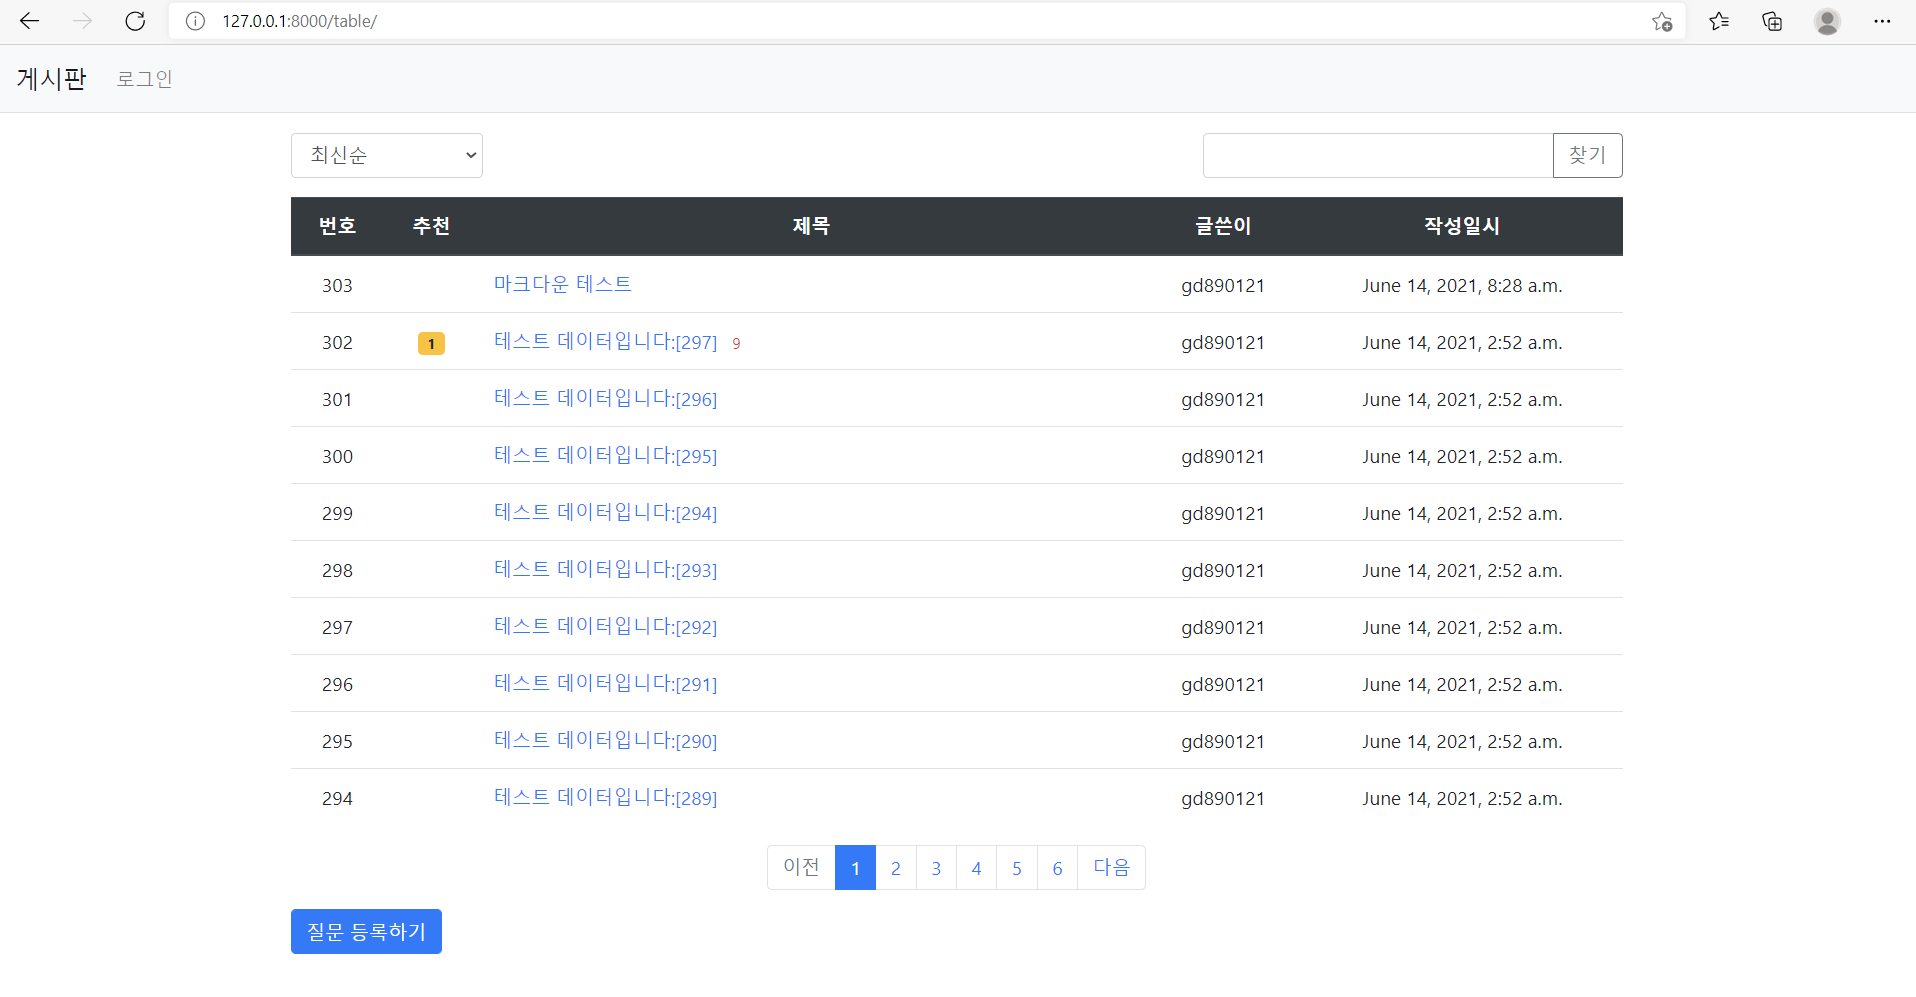 127.0.0.1:8000/table/
게시판 로그인
최신순 찾기
번호 추천 제목 글쓴이 작성일시
303 마크다운 테스트 gd890121 June 14, 2021, 8:28 a.m.
302 1 테스트 데이터입니다:[297] 9 gd890121 June 14, 2021, 2:52 a.m.
301 테스트 데이터입니다:[296] gd890121 June 14, 2021, 2:52 a.m.
300 테스트 데이터입니다:[295] gd890121 June 14, 2021, 2:52 a.m.
299 테스트 데이터입니다:[294] gd890121 June 14, 2021, 2:52 a.m.
298 테스트 데이터입니다:[293] gd890121 June 14, 2021, 2:52 a.m.
297 테스트 데이터입니다:[292] gd890121 June 14, 2021, 2:52 a.m.
296 테스트 데이터입니다:[291] gd890121 June 14, 2021, 2:52 a.m.
295 테스트 데이터입니다:[290] gd890121 June 14, 2021, 2:52 a.m.
294 테스트 데이터입니다:[289] gd890121 June 14, 2021, 2:52 a.m.
이전 1 2 3 4 5 6 다음
질문 등록하기